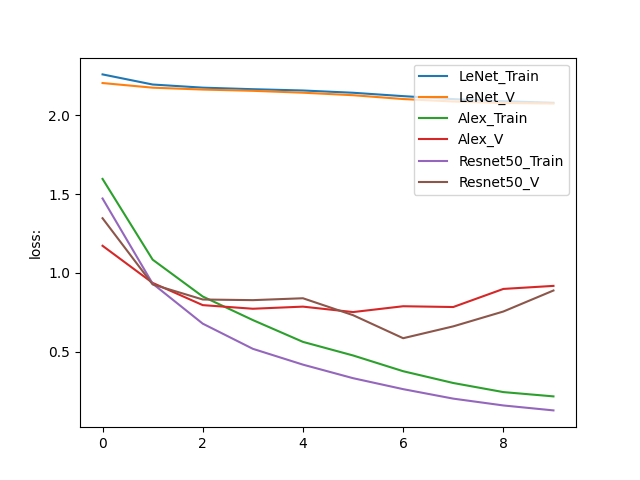 LeNet_Train
LeNet_V
Alex_Train
Alex_V
Resnet50_Train
Resnet50_V
loss:
2.0
1.5
1.0
0.5
0 2 4 6 8